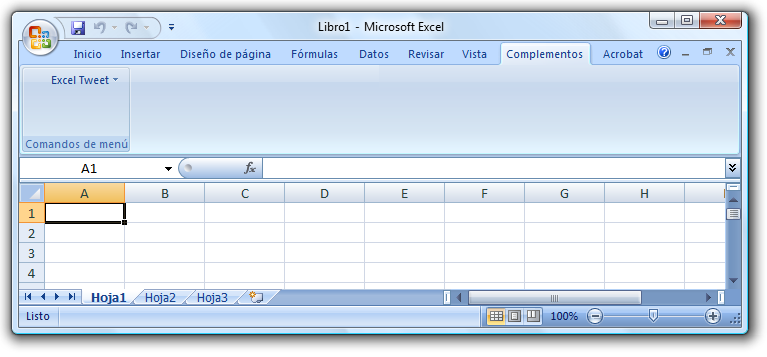 Libro1 - Microsoft Excel
Inicio Insertar Diseño de página Fórmulas Datos Revisar Vista Complementos Acrobat
Excel Tweet
Comandos de menú
A1 fx
A B C D E F G H
1
2
3
4
Hoja1 Hoja2 Hoja3
Listo 100%